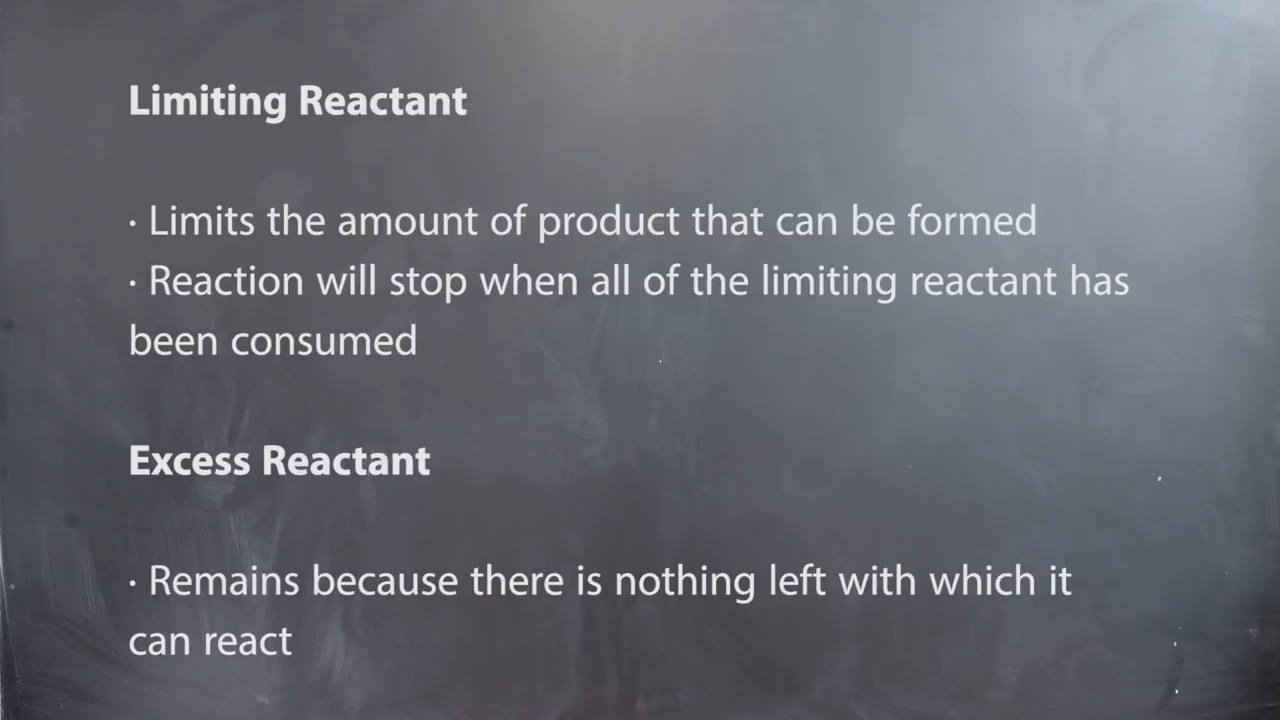 Limiting Reactant
· Limits the amount of product that can be formed
· Reaction will stop when all of the limiting reactant has
been consumed
Excess Reactant
· Remains because there is nothing left with which it
can react